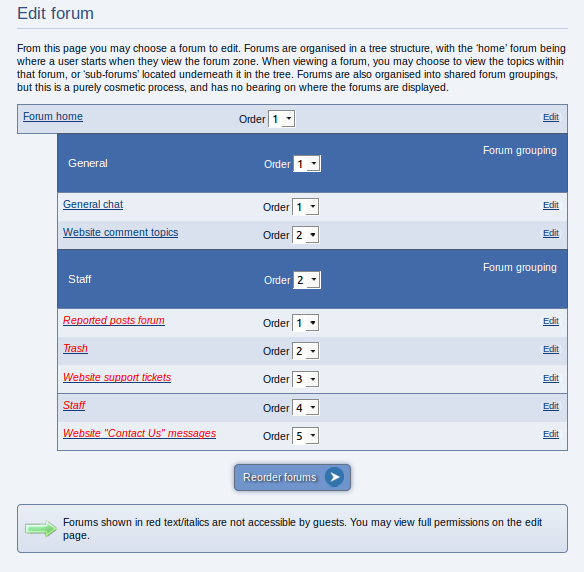 Edit forum
From this page you may choose a forum to edit. Forums are organised in a tree structure, with the 'home' forum being
where a user starts when they view the forum zone. When viewing a forum, you may choose to view the topics within
that forum, or 'sub-forums' located underneath it in the tree. Forums are also organised into shared forum groupings,
but this is a purely cosmetic process, and has no bearing on where the forums are displayed.
Forum home Order 1 Edit
General Order 1 Forum grouping
General chat Order 1 Edit
Website comment topics Order 2 Edit
Staff Order 2 Forum grouping
Reported posts forum Order 1 Edit
Trash Order 2 Edit
Website support tickets Order 3 Edit
Staff Order 4 Edit
Website "Contact Us" messages Order 5 Edit
Reorder forums
Forums shown in red text/italics are not accessible by guests. You may view full permissions on the edit
page.